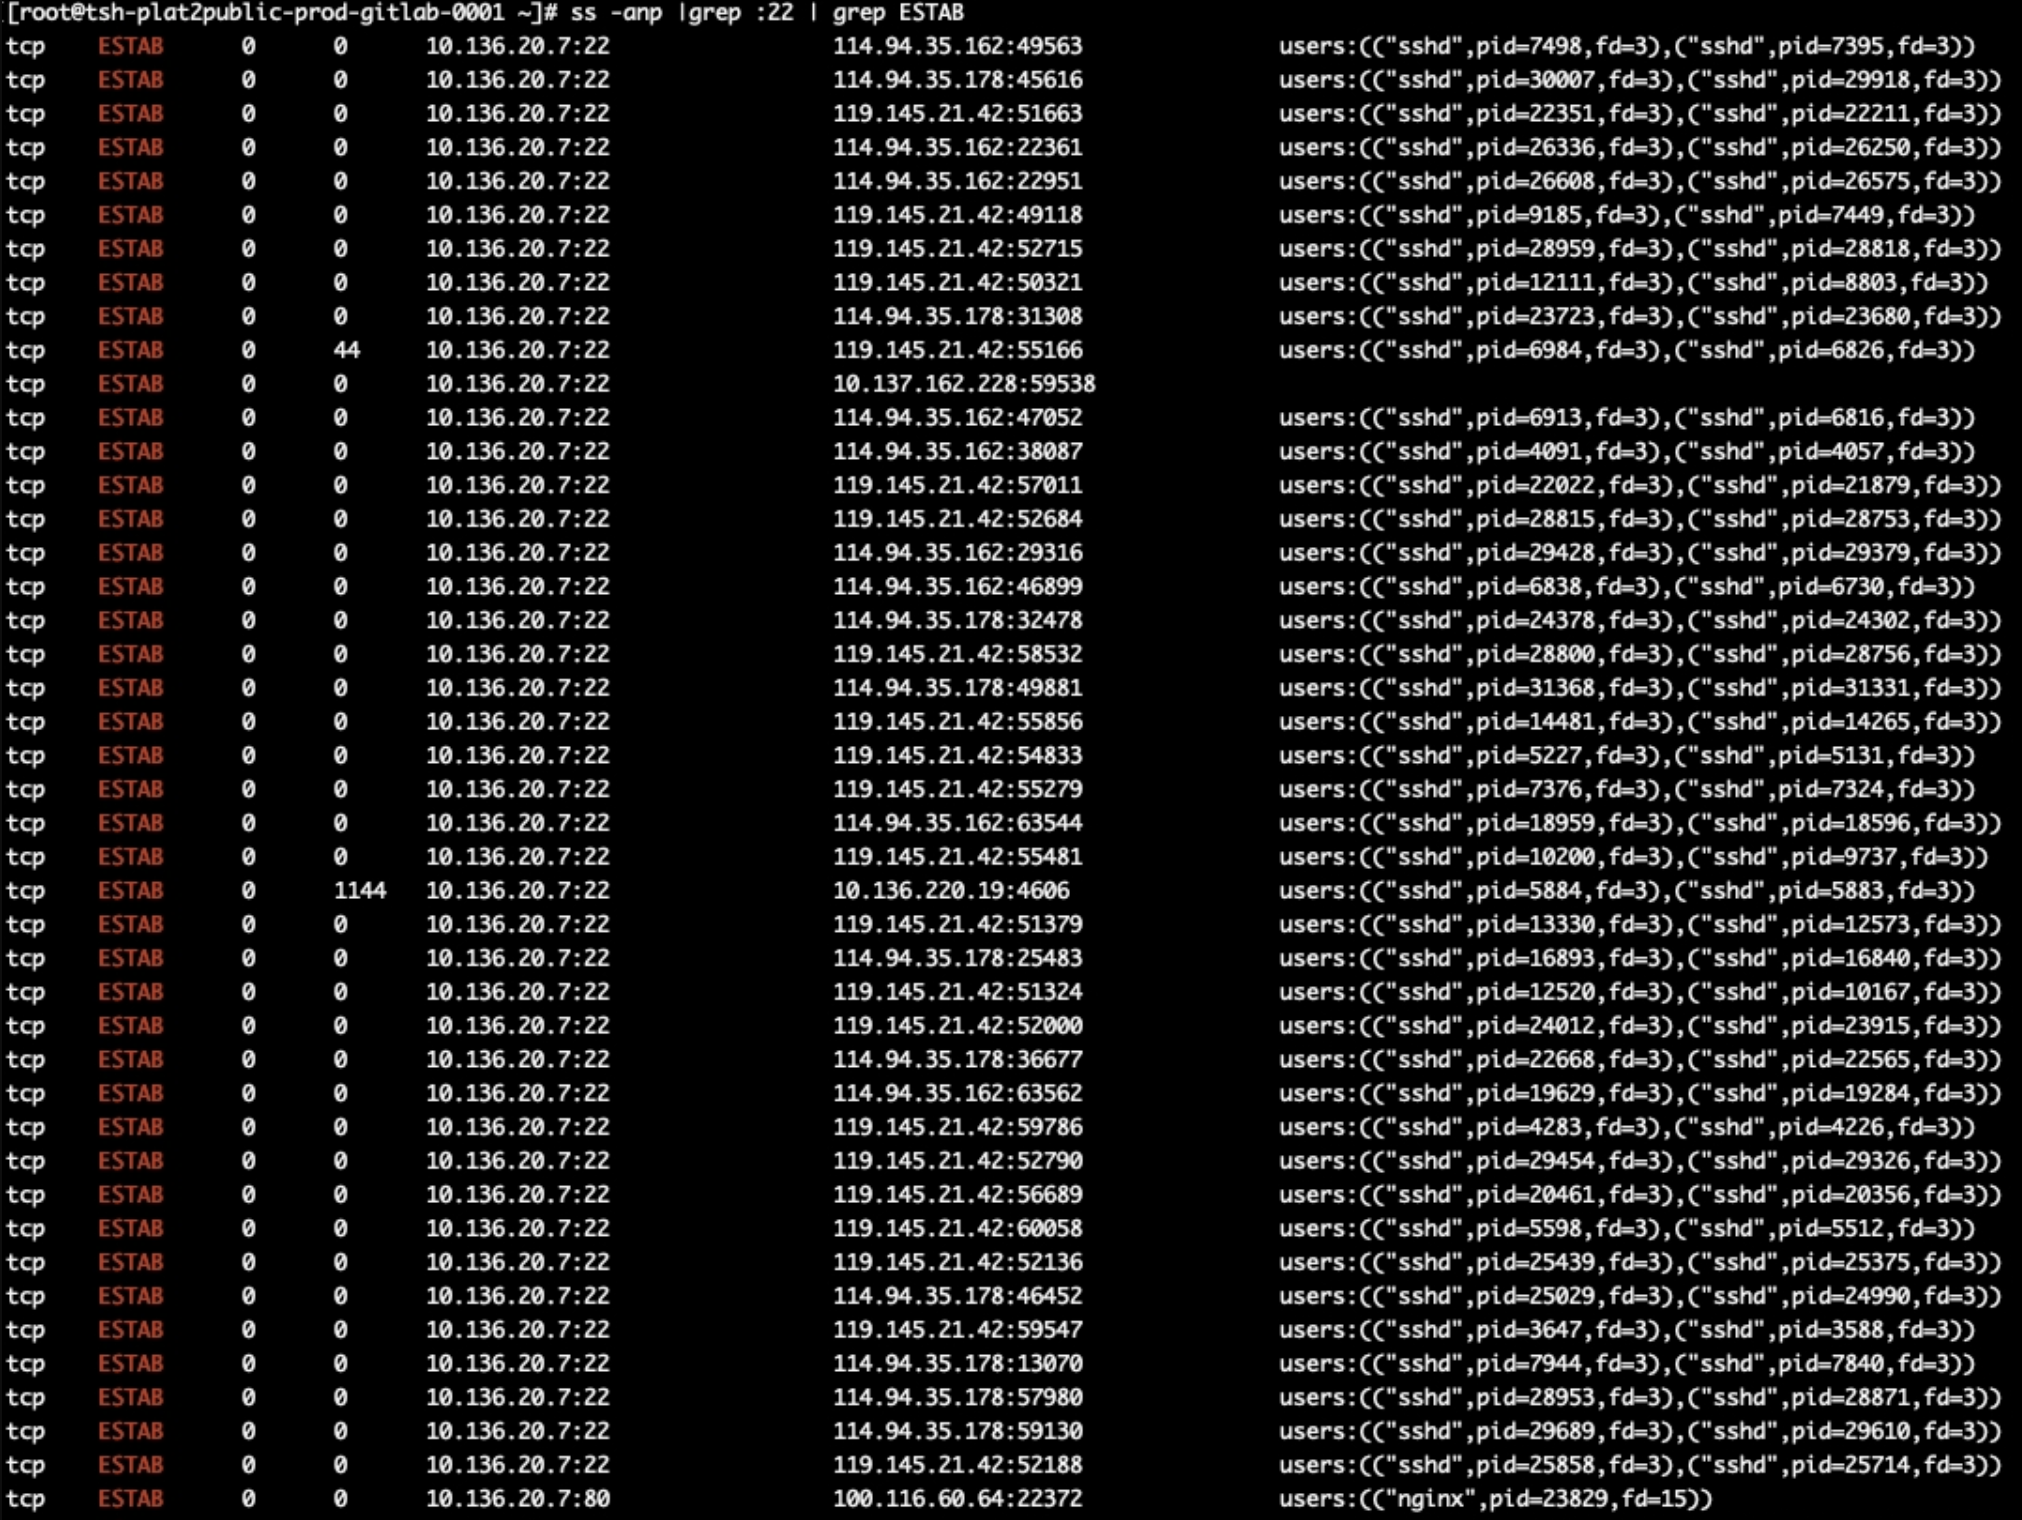 [root@tsh-plat2public-prod-gitlab-0001 ~]# ss -anp |grep :22 | grep ESTAB
tcp ESTAB 0 0 10.136.20.7:22 114.94.35.162:49563 users:(("sshd",pid=7498,fd=3),("sshd",pid=7395,fd=3))
tcp ESTAB 0 0 10.136.20.7:22 114.94.35.178:45616 users:(("sshd",pid=30007,fd=3),("sshd",pid=29918,fd=3))
tcp ESTAB 0 0 10.136.20.7:22 119.145.21.42:51663 users:(("sshd",pid=22351,fd=3),("sshd",pid=22211,fd=3))
tcp ESTAB 0 0 10.136.20.7:22 114.94.35.162:22361 users:(("sshd",pid=26336,fd=3),("sshd",pid=26250,fd=3))
tcp ESTAB 0 0 10.136.20.7:22 114.94.35.162:22951 users:(("sshd",pid=26608,fd=3),("sshd",pid=26575,fd=3))
tcp ESTAB 0 0 10.136.20.7:22 119.145.21.42:49118 users:(("sshd",pid=9185,fd=3),("sshd",pid=7449,fd=3))
tcp ESTAB 0 0 10.136.20.7:22 119.145.21.42:52715 users:(("sshd",pid=28959,fd=3),("sshd",pid=28818,fd=3))
tcp ESTAB 0 0 10.136.20.7:22 119.145.21.42:50321 users:(("sshd",pid=12111,fd=3),("sshd",pid=8803,fd=3))
tcp ESTAB 0 0 10.136.20.7:22 114.94.35.178:31308 users:(("sshd",pid=23723,fd=3),("sshd",pid=23680,fd=3))
tcp ESTAB 0 44 10.136.20.7:22 119.145.21.42:55166 users:(("sshd",pid=6984,fd=3),("sshd",pid=6826,fd=3))
tcp ESTAB 0 0 10.136.20.7:22 10.137.162.228:59538
tcp ESTAB 0 0 10.136.20.7:22 114.94.35.162:47052 users:(("sshd",pid=6913,fd=3),("sshd",pid=6816,fd=3))
tcp ESTAB 0 0 10.136.20.7:22 114.94.35.162:38087 users:(("sshd",pid=4091,fd=3),("sshd",pid=4057,fd=3))
tcp ESTAB 0 0 10.136.20.7:22 119.145.21.42:57011 users:(("sshd",pid=22022,fd=3),("sshd",pid=21879,fd=3))
tcp ESTAB 0 0 10.136.20.7:22 119.145.21.42:52684 users:(("sshd",pid=28815,fd=3),("sshd",pid=28753,fd=3))
tcp ESTAB 0 0 10.136.20.7:22 114.94.35.162:29316 users:(("sshd",pid=29428,fd=3),("sshd",pid=29379,fd=3))
tcp ESTAB 0 0 10.136.20.7:22 114.94.35.162:46899 users:(("sshd",pid=6838,fd=3),("sshd",pid=6730,fd=3))
tcp ESTAB 0 0 10.136.20.7:22 114.94.35.178:32478 users:(("sshd",pid=24378,fd=3),("sshd",pid=24302,fd=3))
tcp ESTAB 0 0 10.136.20.7:22 119.145.21.42:58532 users:(("sshd",pid=28800,fd=3),("sshd",pid=28756,fd=3))
tcp ESTAB 0 0 10.136.20.7:22 114.94.35.178:49881 users:(("sshd",pid=31368,fd=3),("sshd",pid=31331,fd=3))
tcp ESTAB 0 0 10.136.20.7:22 119.145.21.42:55856 users:(("sshd",pid=14481,fd=3),("sshd",pid=14265,fd=3))
tcp ESTAB 0 0 10.136.20.7:22 119.145.21.42:54833 users:(("sshd",pid=5227,fd=3),("sshd",pid=5131,fd=3))
tcp ESTAB 0 0 10.136.20.7:22 119.145.21.42:55279 users:(("sshd",pid=7376,fd=3),("sshd",pid=7324,fd=3))
tcp ESTAB 0 0 10.136.20.7:22 114.94.35.162:63544 users:(("sshd",pid=18959,fd=3),("sshd",pid=18596,fd=3))
tcp ESTAB 0 0 10.136.20.7:22 119.145.21.42:55481 users:(("sshd",pid=10200,fd=3),("sshd",pid=9737,fd=3))
tcp ESTAB 0 1144 10.136.20.7:22 10.136.220.19:4606 users:(("sshd",pid=5884,fd=3),("sshd",pid=5883,fd=3))
tcp ESTAB 0 0 10.136.20.7:22 119.145.21.42:51379 users:(("sshd",pid=13330,fd=3),("sshd",pid=12573,fd=3))
tcp ESTAB 0 0 10.136.20.7:22 114.94.35.178:25483 users:(("sshd",pid=16893,fd=3),("sshd",pid=16840,fd=3))
tcp ESTAB 0 0 10.136.20.7:22 119.145.21.42:51324 users:(("sshd",pid=12520,fd=3),("sshd",pid=10167,fd=3))
tcp ESTAB 0 0 10.136.20.7:22 119.145.21.42:52000 users:(("sshd",pid=24012,fd=3),("sshd",pid=23915,fd=3))
tcp ESTAB 0 0 10.136.20.7:22 114.94.35.178:36677 users:(("sshd",pid=22668,fd=3),("sshd",pid=22565,fd=3))
tcp ESTAB 0 0 10.136.20.7:22 114.94.35.162:63562 users:(("sshd",pid=19629,fd=3),("sshd",pid=19284,fd=3))
tcp ESTAB 0 0 10.136.20.7:22 119.145.21.42:59786 users:(("sshd",pid=4283,fd=3),("sshd",pid=4226,fd=3))
tcp ESTAB 0 0 10.136.20.7:22 119.145.21.42:52790 users:(("sshd",pid=29454,fd=3),("sshd",pid=29326,fd=3))
tcp ESTAB 0 0 10.136.20.7:22 119.145.21.42:56689 users:(("sshd",pid=20461,fd=3),("sshd",pid=20356,fd=3))
tcp ESTAB 0 0 10.136.20.7:22 119.145.21.42:60058 users:(("sshd",pid=5598,fd=3),("sshd",pid=5512,fd=3))
tcp ESTAB 0 0 10.136.20.7:22 119.145.21.42:52136 users:(("sshd",pid=25439,fd=3),("sshd",pid=25375,fd=3))
tcp ESTAB 0 0 10.136.20.7:22 114.94.35.178:46452 users:(("sshd",pid=25029,fd=3),("sshd",pid=24990,fd=3))
tcp ESTAB 0 0 10.136.20.7:22 119.145.21.42:59547 users:(("sshd",pid=3647,fd=3),("sshd",pid=3588,fd=3))
tcp ESTAB 0 0 10.136.20.7:22 114.94.35.178:13070 users:(("sshd",pid=7944,fd=3),("sshd",pid=7840,fd=3))
tcp ESTAB 0 0 10.136.20.7:22 114.94.35.178:57980 users:(("sshd",pid=28953,fd=3),("sshd",pid=28871,fd=3))
tcp ESTAB 0 0 10.136.20.7:22 114.94.35.178:59130 users:(("sshd",pid=29689,fd=3),("sshd",pid=29610,fd=3))
tcp ESTAB 0 0 10.136.20.7:22 119.145.21.42:52188 users:(("sshd",pid=25858,fd=3),("sshd",pid=25714,fd=3))
tcp ESTAB 0 0 10.136.20.7:80 100.116.60.64:22372 users:(("nginx",pid=23829,fd=15))